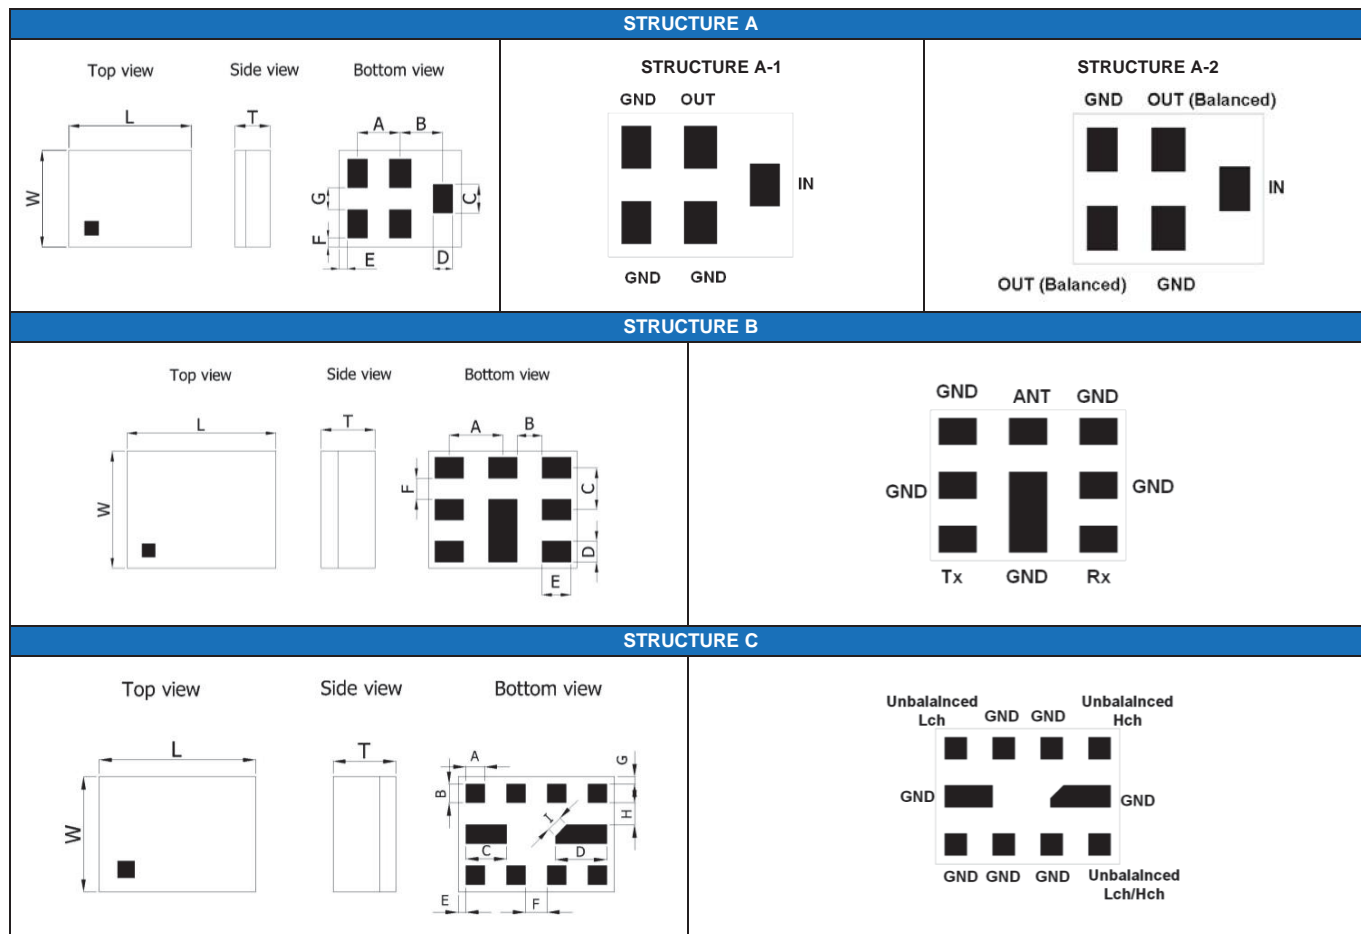 STRUCTURE A
Top view
Side view
Bottom view
L
T
W
A
B
G
C
F
E
D
STRUCTURE A-1
GND OUT
IN
GND GND
STRUCTURE A-2
GND OUT (Balanced)
IN
OUT (Balanced) GND
STRUCTURE B
Top view
Side view
Bottom view
L
T
W
A
B
F
C
D
E
GND ANT GND
GND
GND
Tx GND Rx
STRUCTURE C
Top view
Side view
Bottom view
L
T
W
A
G
B
H
I
C
D
E
F
Unbalalnced
Lch
GND GND
Unbalalnced
Hch
GND
GND
GND GND GND
Unbalalnced
Lch/Hch